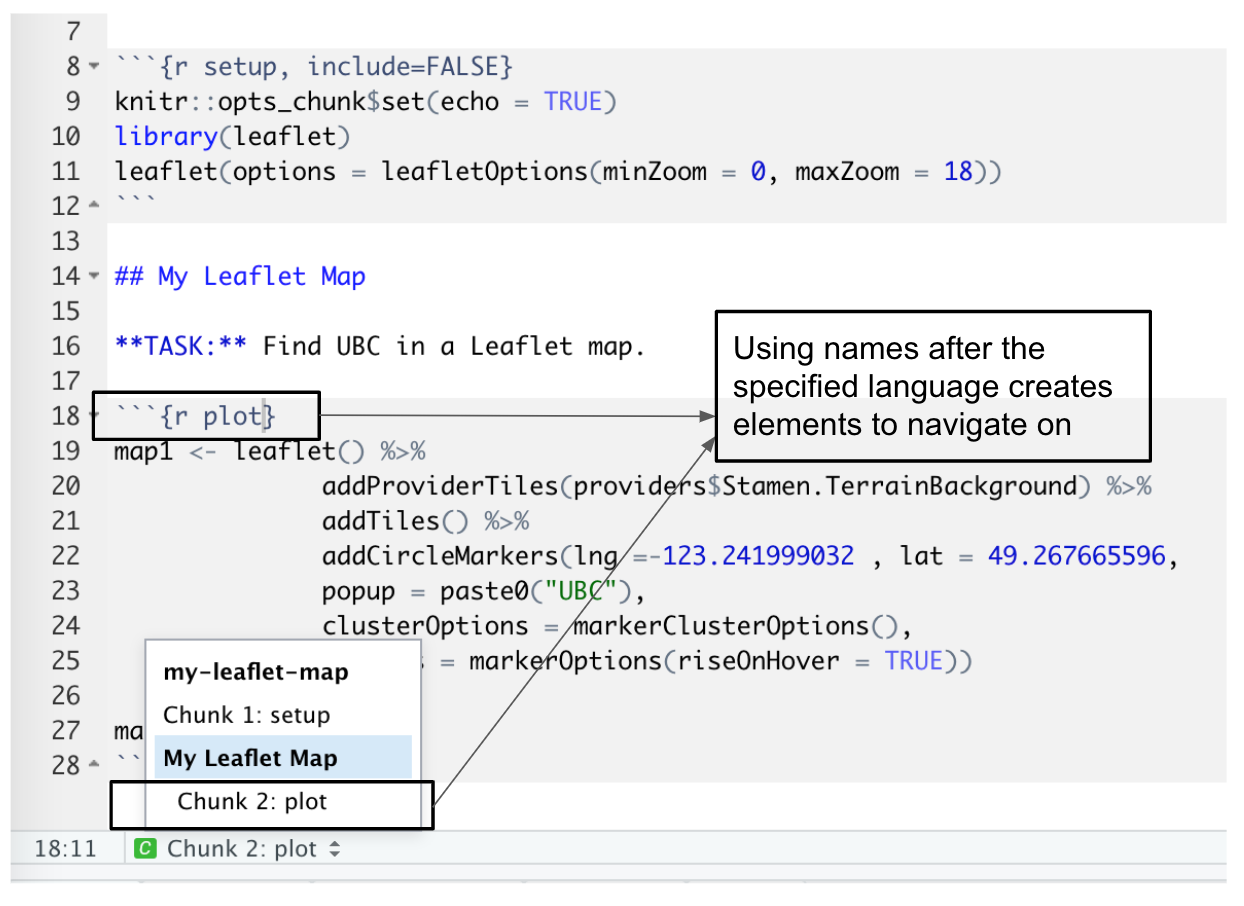 7
8 ```{r setup, include=FALSE}
9 knitr::opts_chunk$set(echo = TRUE)
10 library(leaflet)
11 leaflet(options = leafletOptions(minZoom = 0, maxZoom = 18))
12 ```
13
14 ## My Leaflet Map
15
16 **TASK:** Find UBC in a Leaflet map.
17
Using names after the
specified language creates
elements to navigate on
18 ```{r plot}
19 map1 <- leaflet() %>%
20 addProviderTiles(providers$Stamen.TerrainBackground) %>%
21 addTiles() %>%
22 addCircleMarkers(lng =-123.241999032 , lat = 49.267665596,
23 popup = paste0("UBC"),
24 clusterOptions = markerClusterOptions(),
25 = markerOptions(riseOnHover = TRUE))
26
27 ma
28 ``
my-leaflet-map
Chunk 1: setup
My Leaflet Map
Chunk 2: plot
18:11 C Chunk 2: plot